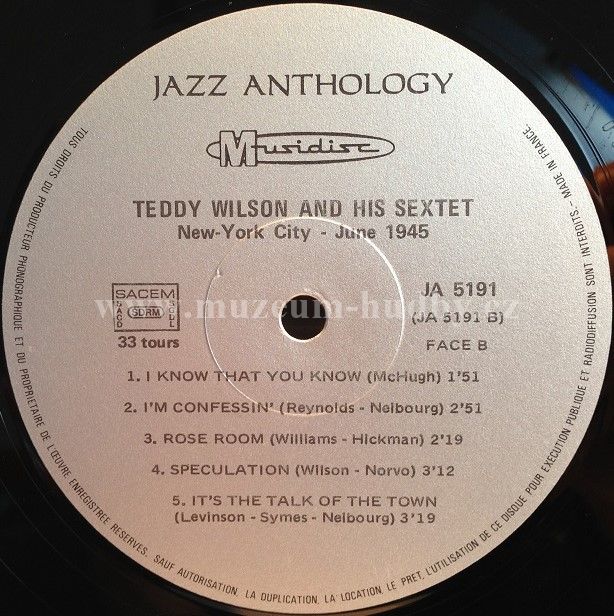 JAZZ ANTHOLOGY
Musidisc
TEDDY WILSON AND HIS SEXTET
New-York City - June 1945
SACEM
SACD
SDRM
SGDL
33 tours
JA 5191
(JA 5191 B)
FACE B
www.muzeum-hudby.cz
1. I KNOW THAT YOU KNOW (McHugh) 1'51
2. I'M CONFESSIN' (Reynolds - Neibourg) 2'51
3. ROSE ROOM (Williams - Hickman) 2'19
4. SPECULATION (Wilson - Norvo) 3'12
5. IT'S THE TALK OF THE TOWN
(Levinson - Symes - Neibourg) 3'19
TOUS DROITS DU PRODUCTEUR PHONOGRAPHIQUE ET DU PROPRIETAIRE DE L'ŒUVRE ENREGISTREE RESERVES. SAUF AUTORISATION, LA DUPLICATION, LA LOCATION, LE PRET, L'UTILISATION DE CE DISQUE POUR EXECUTION PUBLIQUE ET RADIODIFFUSION SONT INTERDITS. - MADE IN FRANCE.